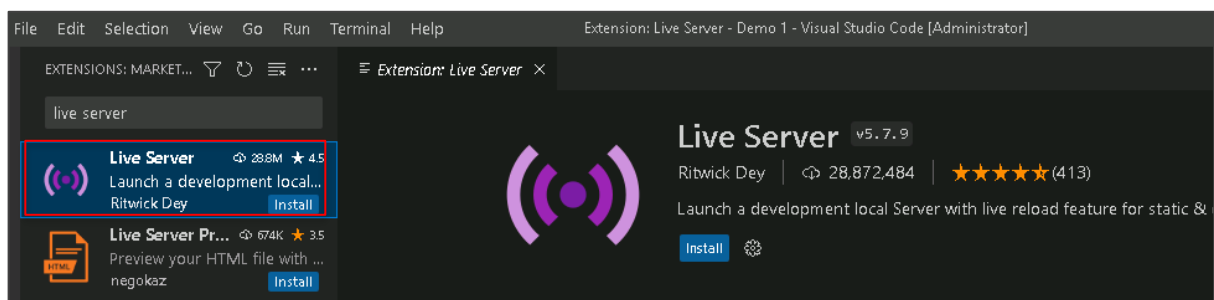 File Edit Selection View Go Run Terminal Help
Extension: Live Server - Demo 1 - Visual Studio Code [Administrator]
EXTENSIONS: MARKET...
Extension: Live Server
live server
Live Server 28.8M 4.5
Launch a development local...
Ritwick Dey Install
Live Server Pr... 674K 3.5
Preview your HTML file with ...
negokaz Install
HTML
Live Server v5.7.9
Ritwick Dey 28,872,484 (413)
Launch a development local Server with live reload feature for static &
Install